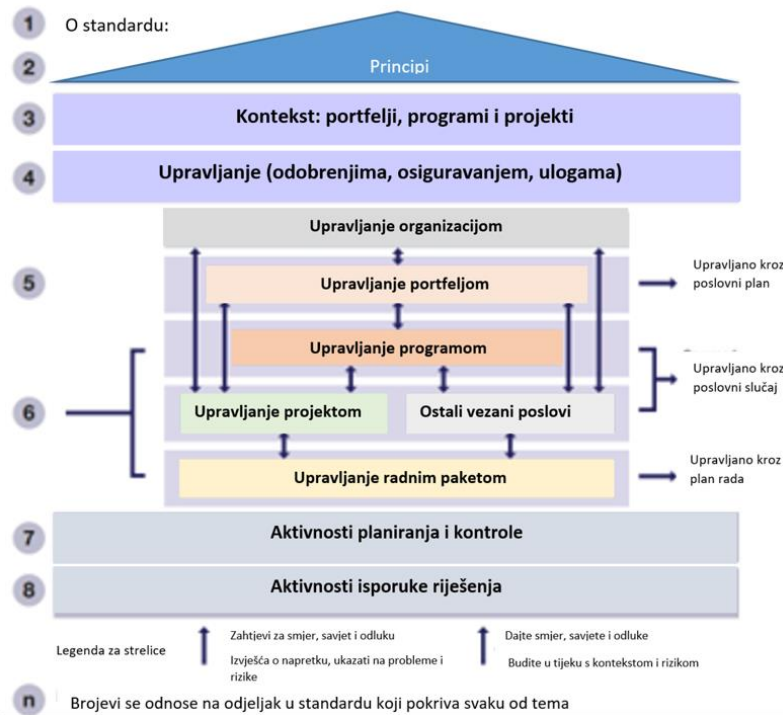 1 O standardu:
2 Principi
3 Kontekst: portfelji, programi i projekti
4 Upravljanje (odobrenjima, osiguravanjem, ulogama)
Upravljanje organizacijom
5 Upravljanje portfeljom
Upravljano kroz
poslovni plan
Upravljanje programom
6 Upravljanje projektom
Ostali vezani poslovi
Upravljano kroz
poslovni slučaj
Upravljanje radnim paketom
Upravljano kroz
plan rada
7 Aktivnosti planiranja i kontrole
8 Aktivnosti isporuke riješenja
Legenda za strelice
Zahtjevi za smjer, savjet i odluku
Izvješća o napretku, ukazati na probleme i
rizike
Dajte smjer, savjete i odluke
Budite u tijeku s kontekstom i rizikom
n Brojevi se odnose na odjeljak u standardu koji pokriva svaku od tema